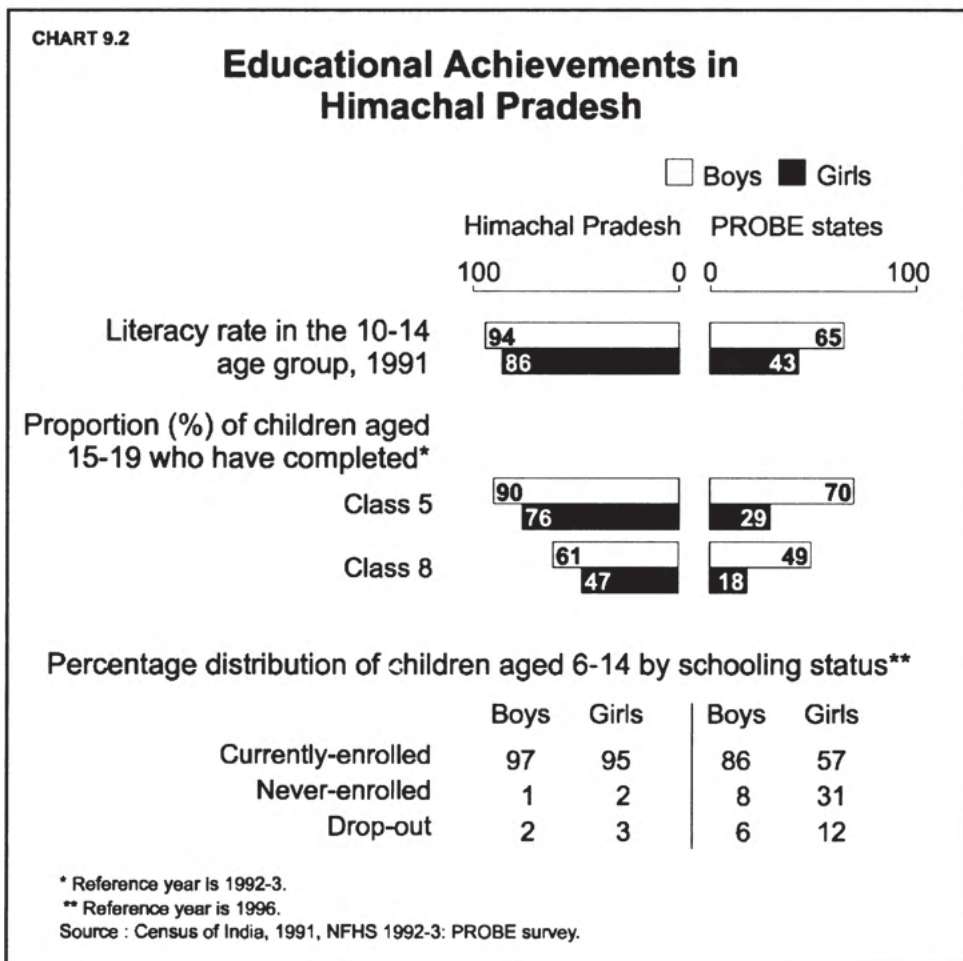 CHART 9.2
Educational Achievements in
Himachal Pradesh
Boys Girls
Himachal Pradesh PROBE states
100 0 0 100
Literacy rate in the 10-14
age group, 1991
94 65
86 43
Proportion (%) of children aged
15-19 who have completed*
Class 5
90 70
76 29
Class 8
61 49
47 18
Percentage distribution of children aged 6-14 by schooling status**
Boys Girls Boys Girls
Currently-enrolled 97 95 86 57
Never-enrolled 1 2 8 31
Drop-out 2 3 6 12
* Reference year is 1992-3.
** Reference year is 1996.
Source : Census of India, 1991, NFHS 1992-3: PROBE survey.